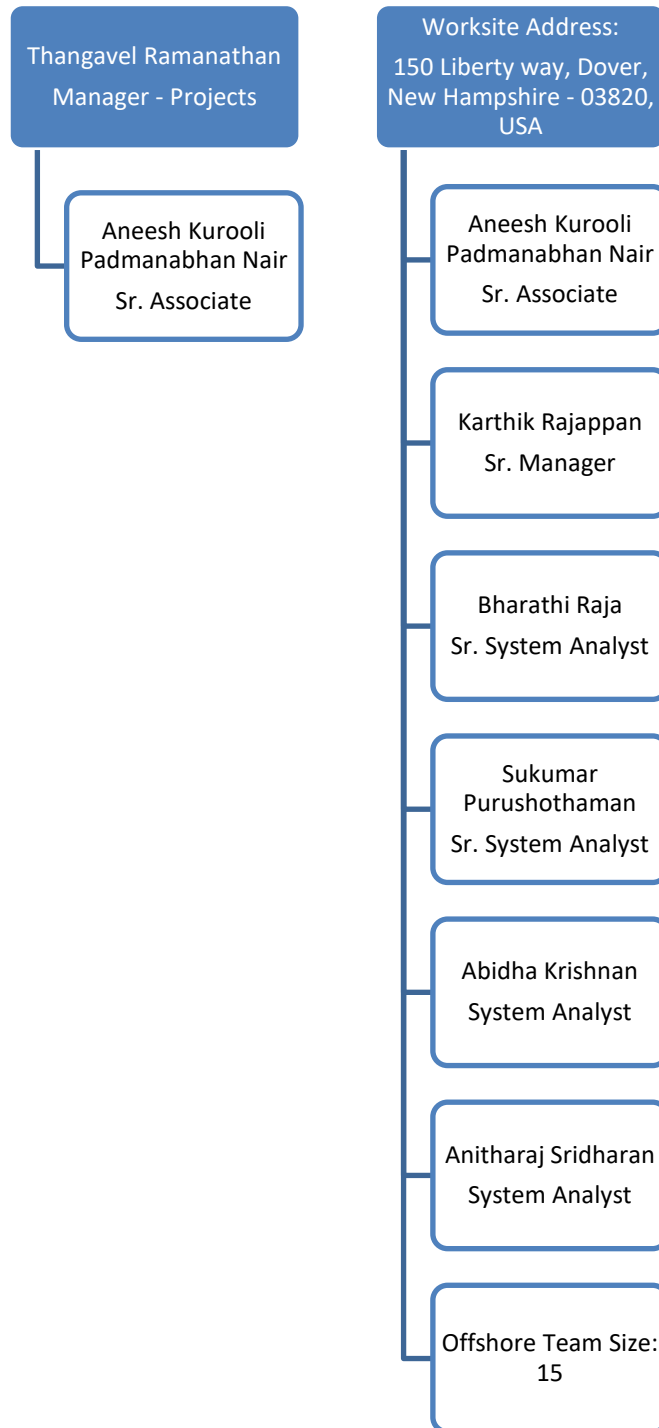 Thangavel Ramanathan
Manager - Projects
Aneesh Kurooli
Padmanabhan Nair
Sr. Associate
Worksite Address:
150 Liberty way, Dover,
New Hampshire - 03820,
USA
Aneesh Kurooli
Padmanabhan Nair
Sr. Associate
Karthik Rajappan
Sr. Manager
Bharathi Raja
Sr. System Analyst
Sukumar
Purushothaman
Sr. System Analyst
Abidha Krishnan
System Analyst
Anitharaj Sridharan
System Analyst
Offshore Team Size:
15